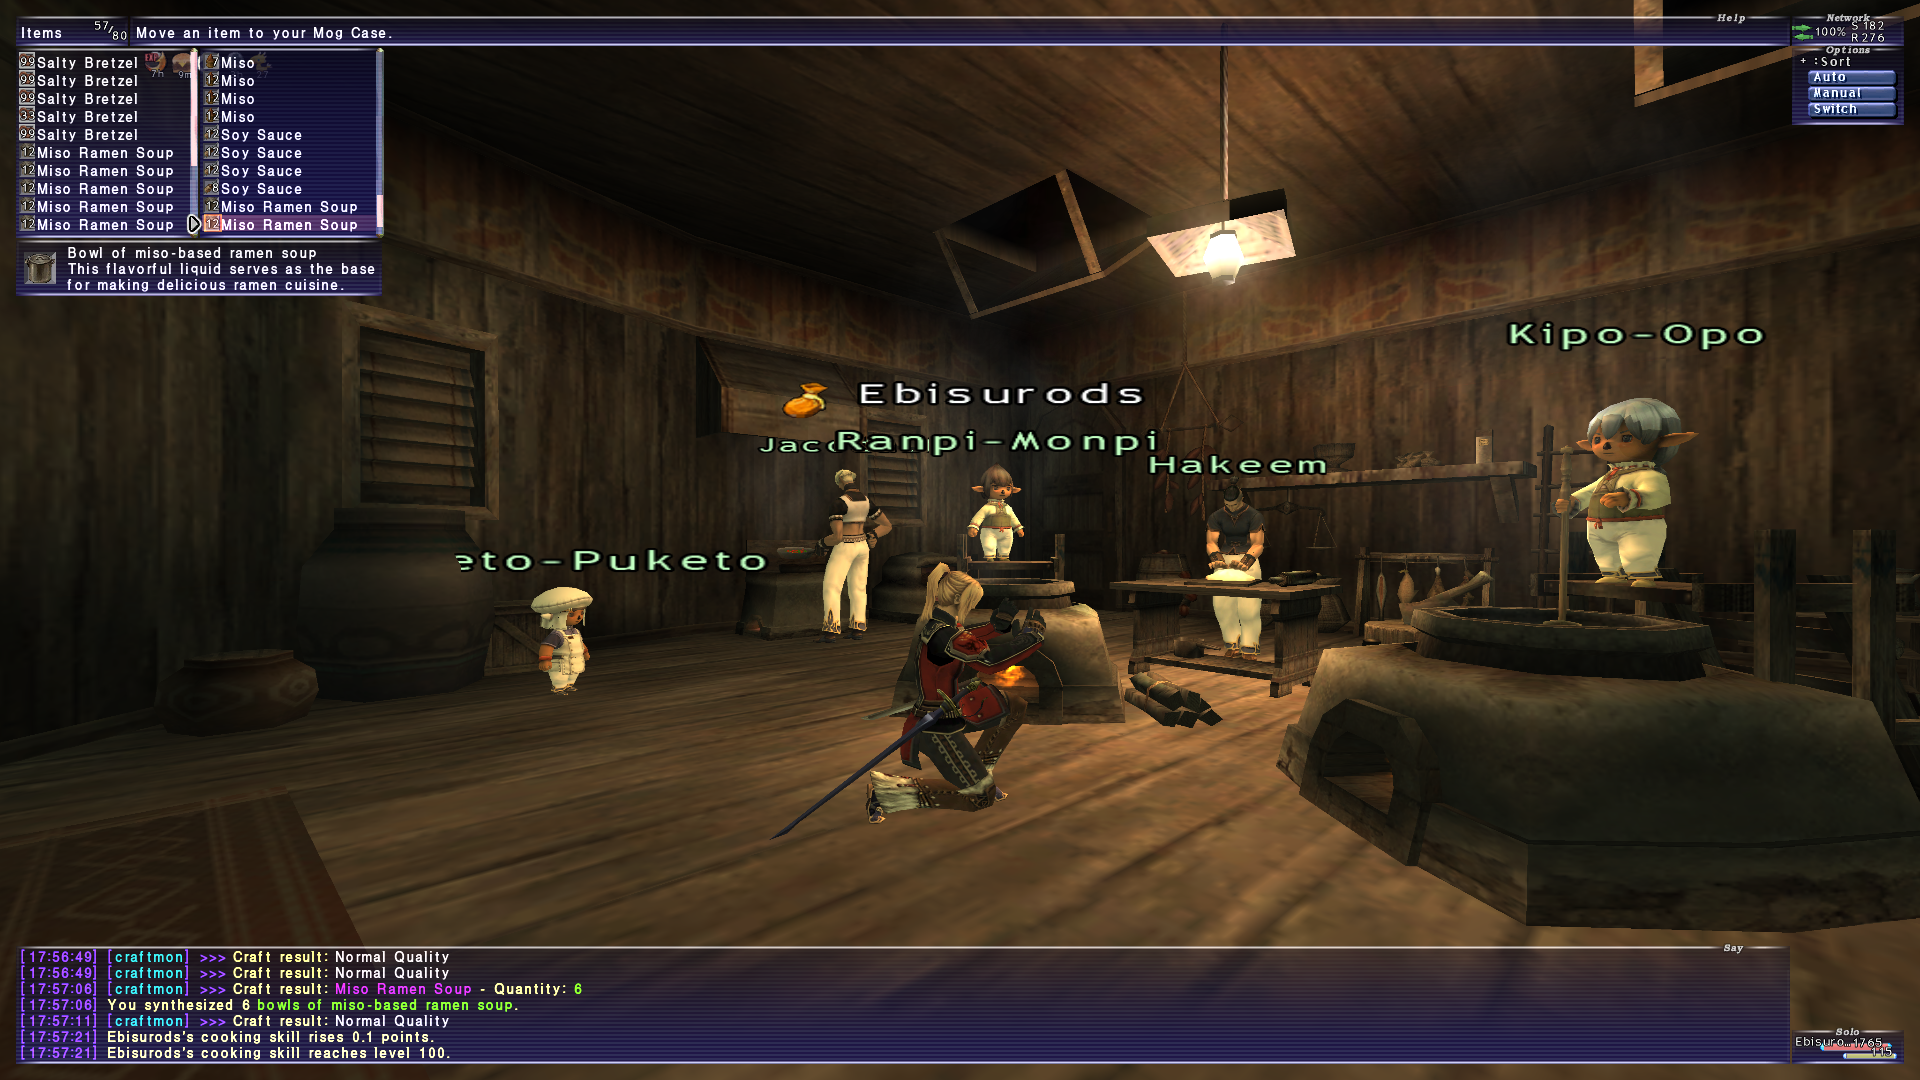 Help
Network
Items 57/80 Move an item to your Mog Case.
100% S 182
R 276
Options
+ :Sort
Auto
Manual
Switch
99 Salty Bretzel
99 Salty Bretzel
99 Salty Bretzel
33 Salty Bretzel
99 Salty Bretzel
12 Miso Ramen Soup
12 Miso Ramen Soup
12 Miso Ramen Soup
12 Miso Ramen Soup
12 Miso Ramen Soup
7h
9m
7 Miso
12 Miso
12 Miso
12 Miso
12 Soy Sauce
12 Soy Sauce
12 Soy Sauce
8 Soy Sauce
12 Miso Ramen Soup
12 Miso Ramen Soup
Bowl of miso-based ramen soup
This flavorful liquid serves as the base
for making delicious ramen cuisine.
Kipo-Opo
Ebisurods
Ranpi-Monpi
Hakeem
eto-Puketo
Say
[17:56:49] [craftmon] >>> Craft result: Normal Quality
[17:56:49] [craftmon] >>> Craft result: Normal Quality
[17:57:06] [craftmon] >>> Craft result: Miso Ramen Soup - Quantity: 6
[17:57:06] You synthesized 6 bowls of miso-based ramen soup.
[17:57:11] [craftmon] >>> Craft result: Normal Quality
[17:57:21] Ebisurods's cooking skill rises 0.1 points.
[17:57:21] Ebisurods's cooking skill reaches level 100.
Solo
Ebisuro… 1765
115